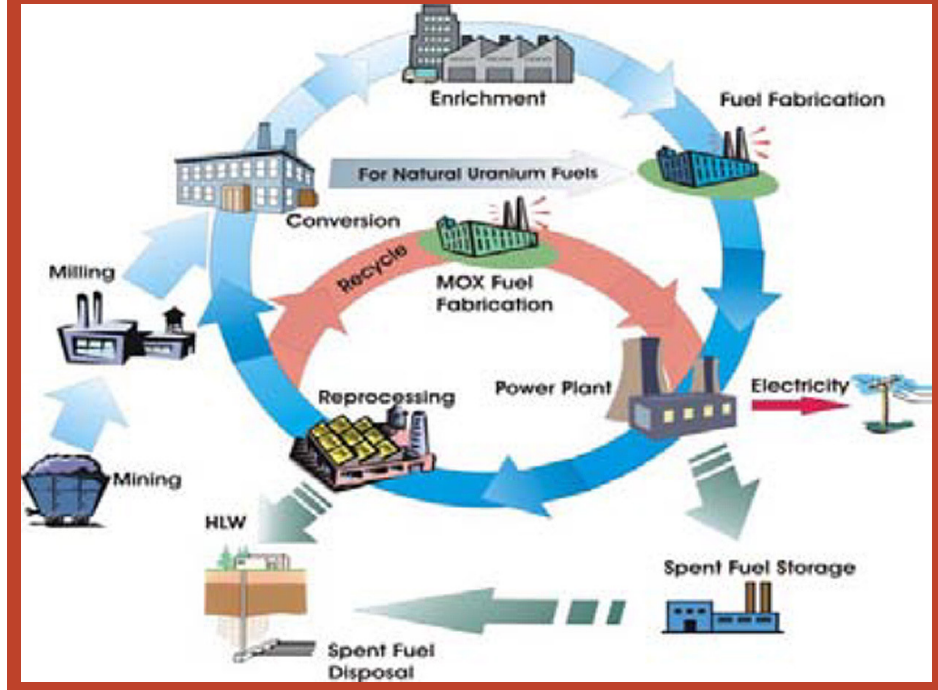 Enrichment
Fuel Fabrication
For Natural Uranium Fuels
Conversion
Recycle
Milling
MOX Fuel
Fabrication
Power Plant
Electricity
Reprocessing
Mining
HLW
Spent Fuel Storage
Spent Fuel
Disposal